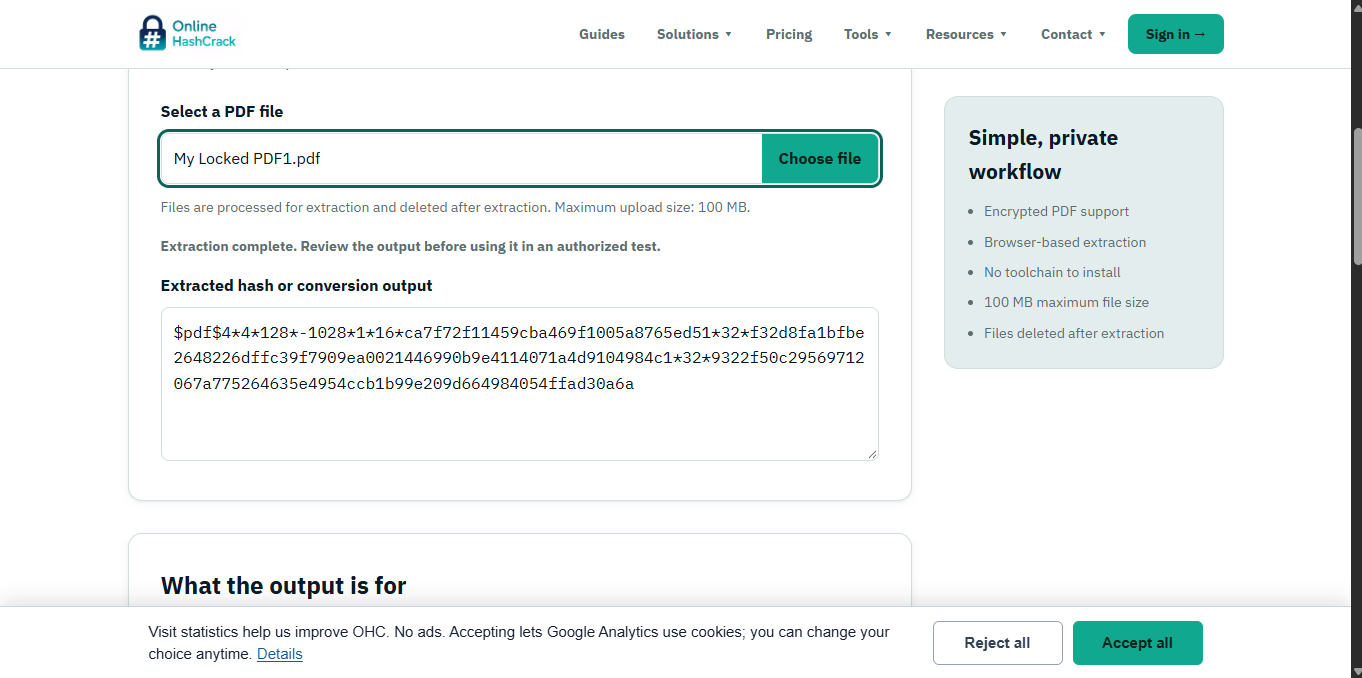 Online
HashCrack
Guides
Solutions ▼
Pricing
Tools ▼
Resources ▼
Contact ▼
Sign in →
Select a PDF file
My Locked PDF1.pdf
Choose file
Files are processed for extraction and deleted after extraction. Maximum upload size: 100 MB.
Extraction complete. Review the output before using it in an authorized test.
Extracted hash or conversion output
$pdf$4*4*128*-1028*1*16*ca7f72f11459cba469f1005a8765ed51*32*f32d8fa1bfbe
2648226dffc39f7909ea0021446990b9e4114071a4d9104984c1*32*9322f50c29569712
067a775264635e4954ccb1b99e209d664984054ffad30a6a
Simple, private
workflow
• Encrypted PDF support
• Browser-based extraction
• No toolchain to install
• 100 MB maximum file size
• Files deleted after extraction
What the output is for
Visit statistics help us improve OHC. No ads. Accepting lets Google Analytics use cookies; you can change your
choice anytime. Details
Reject all
Accept all